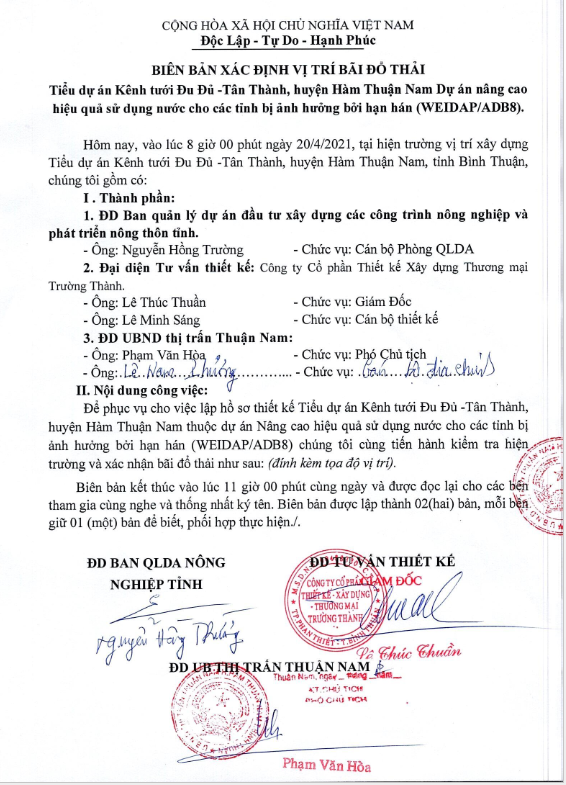 CỘNG HÒA XÃ HỘI CHỦ NGHĨA VIỆT NAM
Độc Lập - Tự Do - Hạnh Phúc
BIÊN BẢN XÁC ĐỊNH VỊ TRÍ BÃI ĐỔ THẢI
Tiểu dự án Kênh tưới Đu Đủ -Tân Thành, huyện Hàm Thuận Nam Dự án nâng cao
hiệu quả sử dụng nước cho các tỉnh bị ảnh hưởng bởi hạn hán (WEIDAP/ADB8).
Hôm nay, vào lúc 8 giờ 00 phút ngày 20/4/2021, tại hiện trường vị trí xây dựng
Tiểu dự án Kênh tưới Đu Đủ -Tân Thành, huyện Hàm Thuận Nam, tỉnh Bình Thuận,
chúng tôi gồm có:
I . Thành phần:
1. ĐD Ban quản lý dự án đầu tư xây dựng các công trình nông nghiệp và
phát triển nông thôn tỉnh.
- Ông: Nguyễn Hồng Trường - Chức vụ: Cán bộ Phòng QLDA
2. Đại diện Tư vấn thiết kế: Công ty Cổ phần Thiết kế Xây dựng Thương mại
Trường Thành.
- Ông: Lê Thúc Thuần - Chức vụ: Giám Đốc
- Ông: Lê Minh Sáng - Chức vụ: Cán bộ thiết kế
3. ĐD UBND thị trấn Thuận Nam:
- Ông: Phạm Văn Hòa - Chức vụ: Phó Chủ tịch
- Ông: Lê Nam ... - Chức vụ: Cán bộ địa chính
II. Nội dung công việc:
Để phục vụ cho việc lập hồ sơ thiết kế Tiểu dự án Kênh tưới Đu Đủ -Tân Thành,
huyện Hàm Thuận Nam thuộc dự án Nâng cao hiệu quả sử dụng nước cho các tỉnh bị
ảnh hưởng bởi hạn hán (WEIDAP/ADB8) chúng tôi cùng tiến hành kiểm tra hiện
trường và xác nhận bãi đổ thải như sau: (đính kèm tọa độ vị trí).
Biên bản kết thúc vào lúc 11 giờ 00 phút cùng ngày và được đọc lại cho các bên
tham gia cùng nghe và thống nhất ký tên. Biên bản được lập thành 02(hai) bản, mỗi bên
giữ 01 (một) bản để biết, phối hợp thực hiện./.
ĐD BAN QLDA NÔNG NGHIỆP TỈNH
ĐD TƯ VẤN THIẾT KẾ
GIÁM ĐỐC
CÔNG TY CỔ PHẦN
THIẾT KẾ - XÂY DỰNG
- THƯƠNG MẠI
TRƯỜNG THÀNH
Nguyễn Hồng Trường
Lê Thúc Thuần
ĐD UB.THỊ TRẤN THUẬN NAM
Thuận Nam, ngày tháng năm
KT.CHỦ TỊCH
PHÓ CHỦ TỊCH
Phạm Văn Hòa